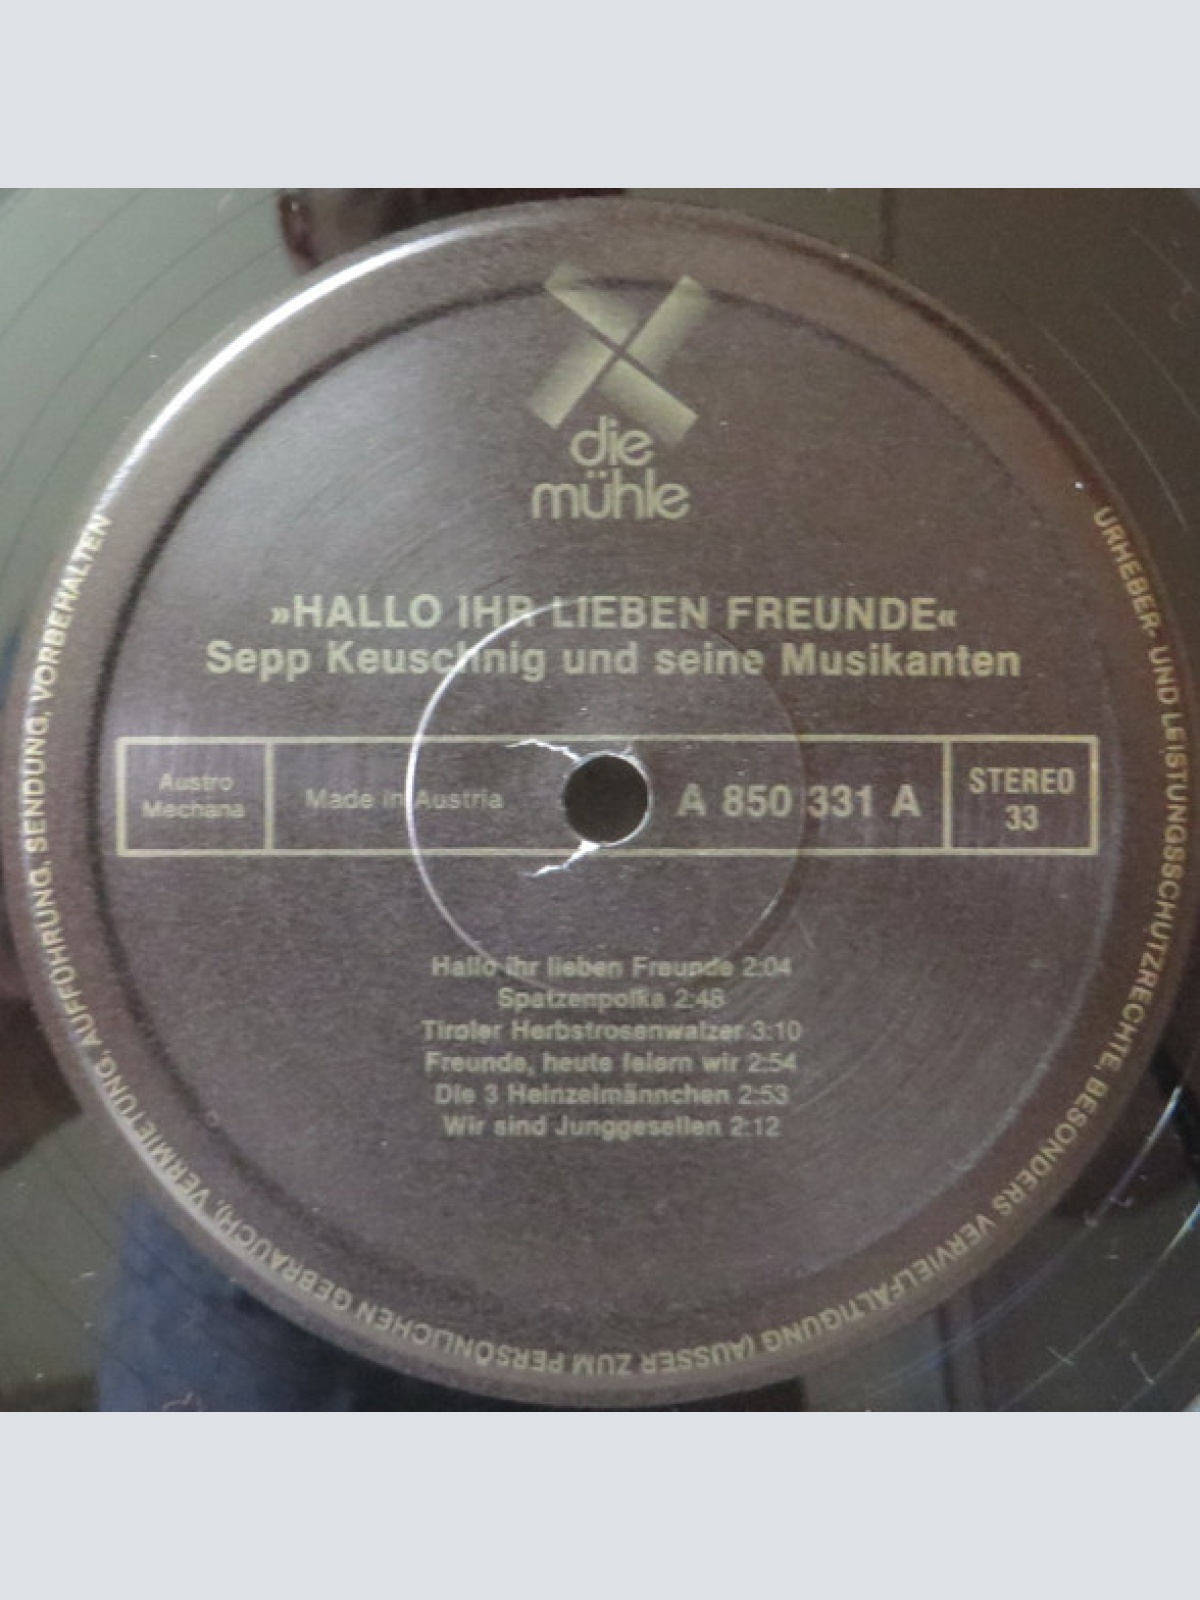 die
mühle
»HALLO IHR LIEBEN FREUNDE«
Sepp Keuschnig und seine Musikanten
Austro
Mechana
Made in Austria
A 850 331 A
STEREO
33
Hallo ihr lieben Freunde 2:04
Spatzenpolka 2:48
Tiroler Herbstrosenwalzer 3:10
Freunde, heute feiern wir 2:54
Die 3 Heinzelmännchen 2:53
Wir sind Junggesellen 2:12
URHEBER- UND LEISTUNGSSCHUTZRECHTE, BESONDERS VERVIELFÄLTIGUNG (AUSSER ZUM PERSÖNLICHEN GEBRAUCH), VERMIETUNG, AUFFÜHRUNG, SENDUNG, VORBEHALTEN